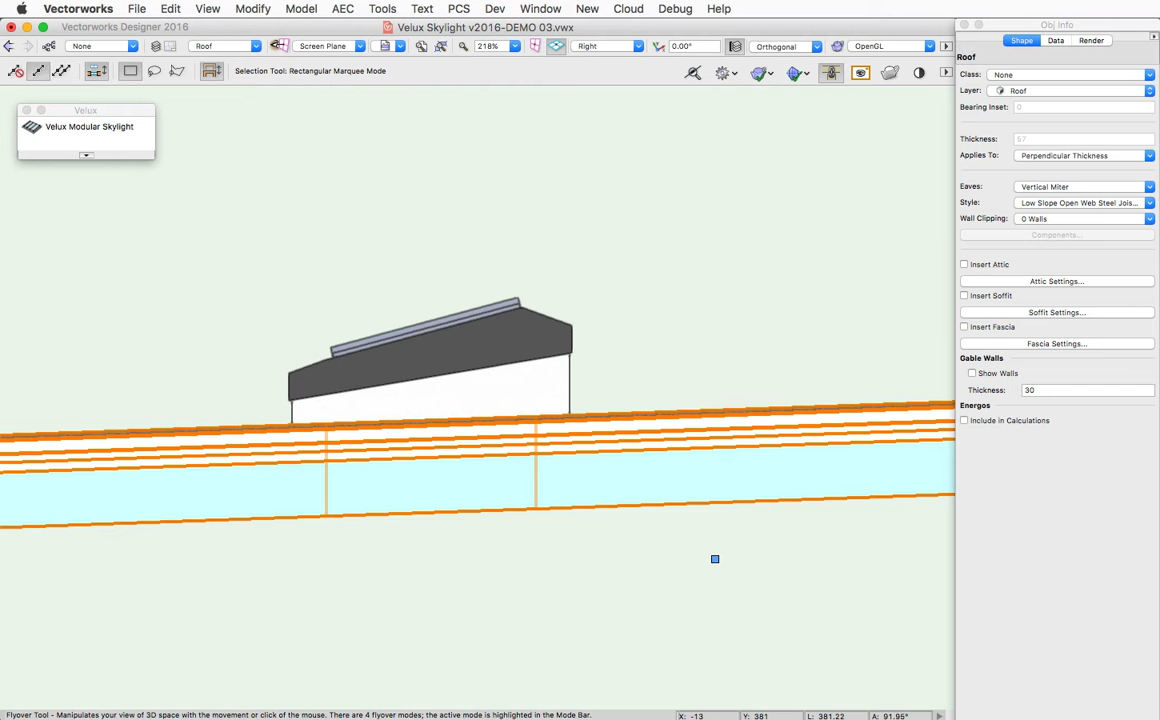 Vectorworks File Edit View Modify Model AEC Tools Text PCS Dev Window New Cloud Debug Help
Vectorworks Designer 2016 Velux Skylight v2016-DEMO 03.vwx Obj Info
None Roof Screen Plane 218% Right 0.00° Orthogonal OpenGL
Shape Data Render
Roof
Selection Tool: Rectangular Marquee Mode
Class: None
Layer: Roof
Bearing Inset: 0
Velux
Velux Modular Skylight
Thickness: 57
Applies To: Perpendicular Thickness
Eaves: Vertical Miter
Style: Low Slope Open Web Steel Jois...
Wall Clipping: 0 Walls
Components...
Insert Attic
Attic Settings...
Insert Soffit
Soffit Settings...
Insert Fascia
Fascia Settings...
Gable Walls
Show Walls
Thickness: 30
Energos
Include in Calculations
Flyover Tool - Manipulates your view of 3D space with the movement or click of the mouse. There are 4 flyover modes; the active mode is highlighted in the Mode Bar. X: -13 Y: 381 L: 381.22 A: 91.95°